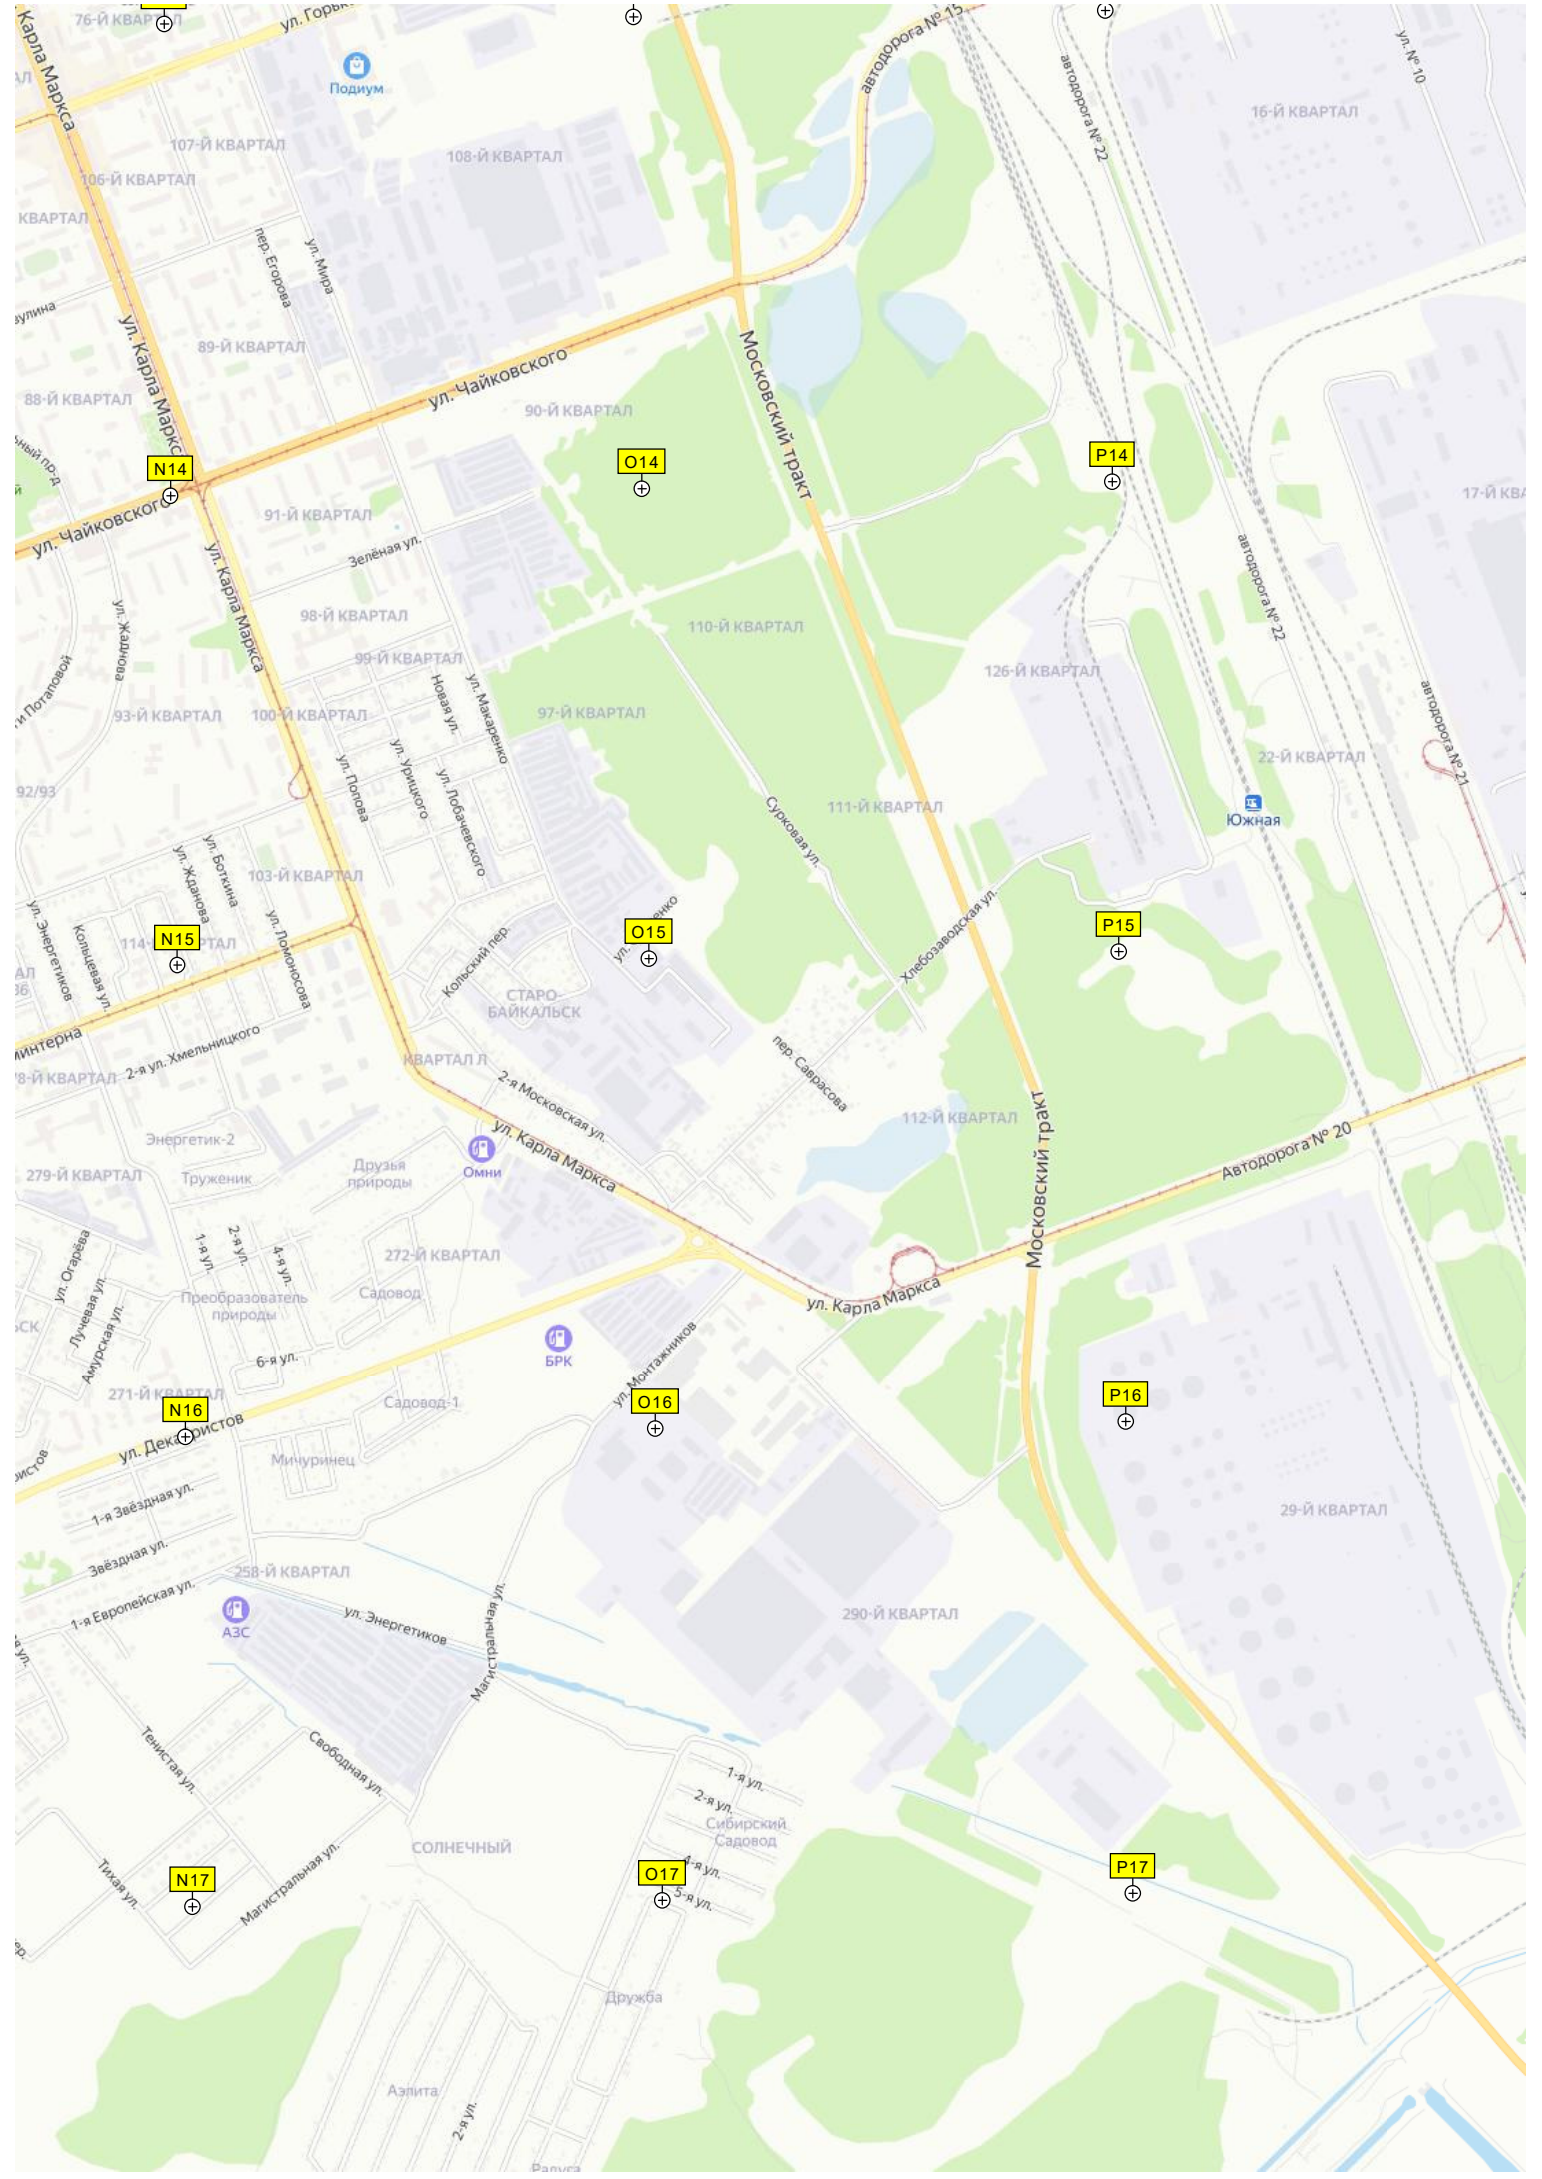 76-Й КВАРТАЛ
ул. Горь
Карла Маркса
Подиум
автодорога № 15
автодорога № 22
ул. № 10
16-Й КВАРТАЛ
107-Й КВАРТАЛ
108-Й КВАРТАЛ
106-Й КВАРТАЛ
КВАРТАЛ
пер. Егорова
ул. Мира
ул. Карла Маркса
89-Й КВАРТАЛ
ул. Чайковского
Московский тракт
88-Й КВАРТАЛ
90-Й КВАРТАЛ
N14
O14
P14
17-Й КВА
91-Й КВАРТАЛ
ул. Чайковского
Зелёная ул.
ул. Карла Маркса
автодорога № 22
ул. Жаднова
98-Й КВАРТАЛ
110-Й КВАРТАЛ
99-Й КВАРТАЛ
126-Й КВАРТАЛ
и Потаповой
Новая ул.
ул. Макаренко
93-Й КВАРТАЛ
100-Й КВАРТАЛ
97-Й КВАРТАЛ
автодорога № 21
22-Й КВАРТАЛ
ул. Попова
ул. Урицкого
ул. Лобачевского
92/93
Сурковая ул.
111-Й КВАРТАЛ
Южная
ул. Жданова
ул. Боткина
103-Й КВАРТАЛ
ул. Энергетиков
Кольцевая ул.
N15
ул. Ломоносова
Кольский пер.
O15
Хлебозаводская ул.
P15
СТАРО-
БАЙКАЛЬСК
минтерна
2-я ул. Хмельницкого
КВАРТАЛ Л
пер. Саврасова
8-Й КВАРТАЛ
2-я Московская ул.
112-Й КВАРТАЛ
Московский тракт
Автодорога № 20
Энергетик-2
ул. Карла Маркса
Омни
279-Й КВАРТАЛ
Труженик
Друзья
природы
ул. Огарёва
1-я ул.
2-я ул.
4-я ул.
272-Й КВАРТАЛ
Лучевая ул.
Амурская ул.
Преобразователь
природы
Садовод
ул. Карла Маркса
СК
6-я ул.
БРК
ул. Монтажников
271-Й КВАРТАЛ
N16
Садовод-1
O16
P16
ул. Декабристов
Мичуринец
1-я Звёздная ул.
29-Й КВАРТАЛ
Звёздная ул.
258-Й КВАРТАЛ
1-я Европейская ул.
АЗС
ул. Энергетиков
Магистральная ул.
290-Й КВАРТАЛ
Тенистая ул.
Свободная ул.
1-я ул.
2-я ул.
Сибирский
Садовод
СОЛНЕЧНЫЙ
Тихая ул.
N17
Магистральная ул.
O17
4-я ул.
5-я ул.
P17
Дружба
Аэлита
2-я ул.
Радуга